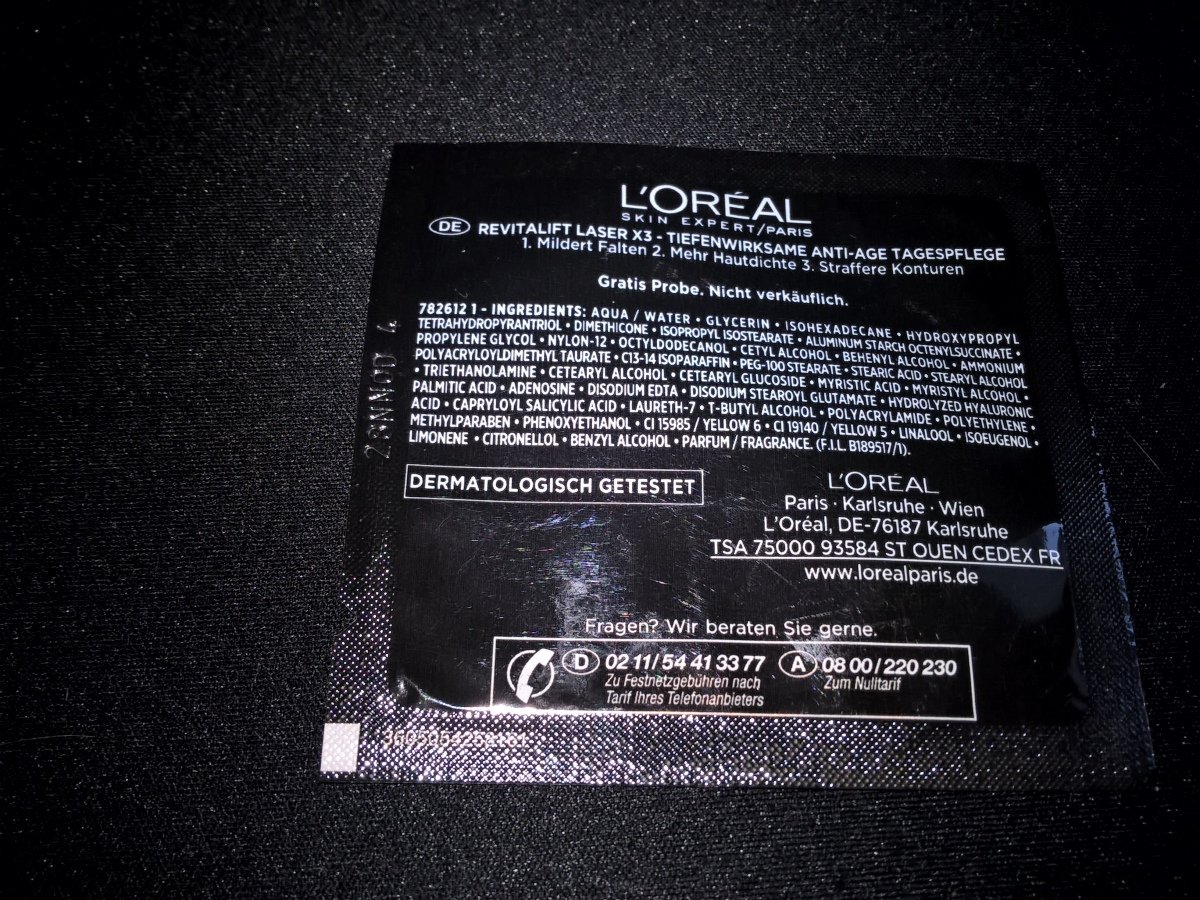 L'ORÉAL
SKIN EXPERT/PARIS
DE REVITALIFT LASER X3 - TIEFENWIRKSAME ANTI-AGE TAGESPFLEGE
1. Mildert Falten 2. Mehr Hautdichte 3. Straffere Konturen
Gratis Probe. Nicht verkäuflich.
782612 1 - INGREDIENTS: AQUA / WATER • GLYCERIN • ISOHEXADECANE • HYDROXYPROPYL
TETRAHYDROPYRANTRIOL • DIMETHICONE • ISOPROPYL ISOSTEARATE • ALUMINUM STARCH OCTENYLSUCCINATE •
PROPYLENE GLYCOL • NYLON-12 • OCTYLDODECANOL • CETYL ALCOHOL • BEHENYL ALCOHOL • AMMONIUM
POLYACRYLOYLDIMETHYL TAURATE • C13-14 ISOPARAFFIN • PEG-100 STEARATE • STEARIC ACID • STEARYL ALCOHOL
• TRIETHANOLAMINE • CETEARYL ALCOHOL • CETEARYL GLUCOSIDE • MYRISTIC ACID • MYRISTYL ALCOHOL •
PALMITIC ACID • ADENOSINE • DISODIUM EDTA • DISODIUM STEAROYL GLUTAMATE • HYDROLYZED HYALURONIC
ACID • CAPRYLOYL SALICYLIC ACID • LAURETH-7 • T-BUTYL ALCOHOL • POLYACRYLAMIDE • POLYETHYLENE •
METHYLPARABEN • PHENOXYETHANOL • CI 15985 / YELLOW 6 • CI 19140 / YELLOW 5 • LINALOOL • ISOEUGENOL •
LIMONENE • CITRONELLOL • BENZYL ALCOHOL • PARFUM / FRAGRANCE. (F.I.L. B189517/1).
DERMATOLOGISCH GETESTET
L'ORÉAL
Paris · Karlsruhe · Wien
L'Oréal, DE-76187 Karlsruhe
TSA 75000 93584 ST OUEN CEDEX FR
www.lorealparis.de
Fragen? Wir beraten Sie gerne.
D 02 11/54 41 33 77 A 08 00/220 230
Zu Festnetzgebühren nach Zum Nulltarif
Tarif Ihres Telefonanbieters